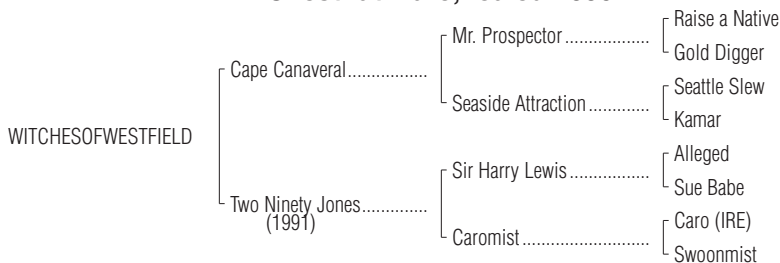 Raise a Native
Mr. Prospector
Gold Digger
Cape Canaveral
Seattle Slew
Seaside Attraction
Kamar
WITCHESOFWESTFIELD
Alleged
Sir Harry Lewis
Sue Babe
Two Ninety Jones
(1991)
Caro (IRE)
Caromist
Swoonmist